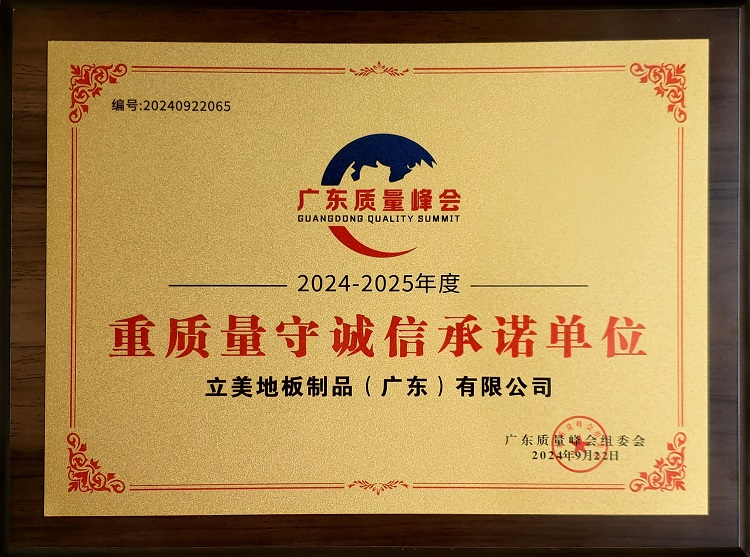 编号:20240922065
广东质量峰会
GUANGDONG QUALITY SUMMIT
2024-2025年度
重质量守诚信承诺单位
立美地板制品（广东）有限公司
广东质量峰会组委会
2024年9月22日